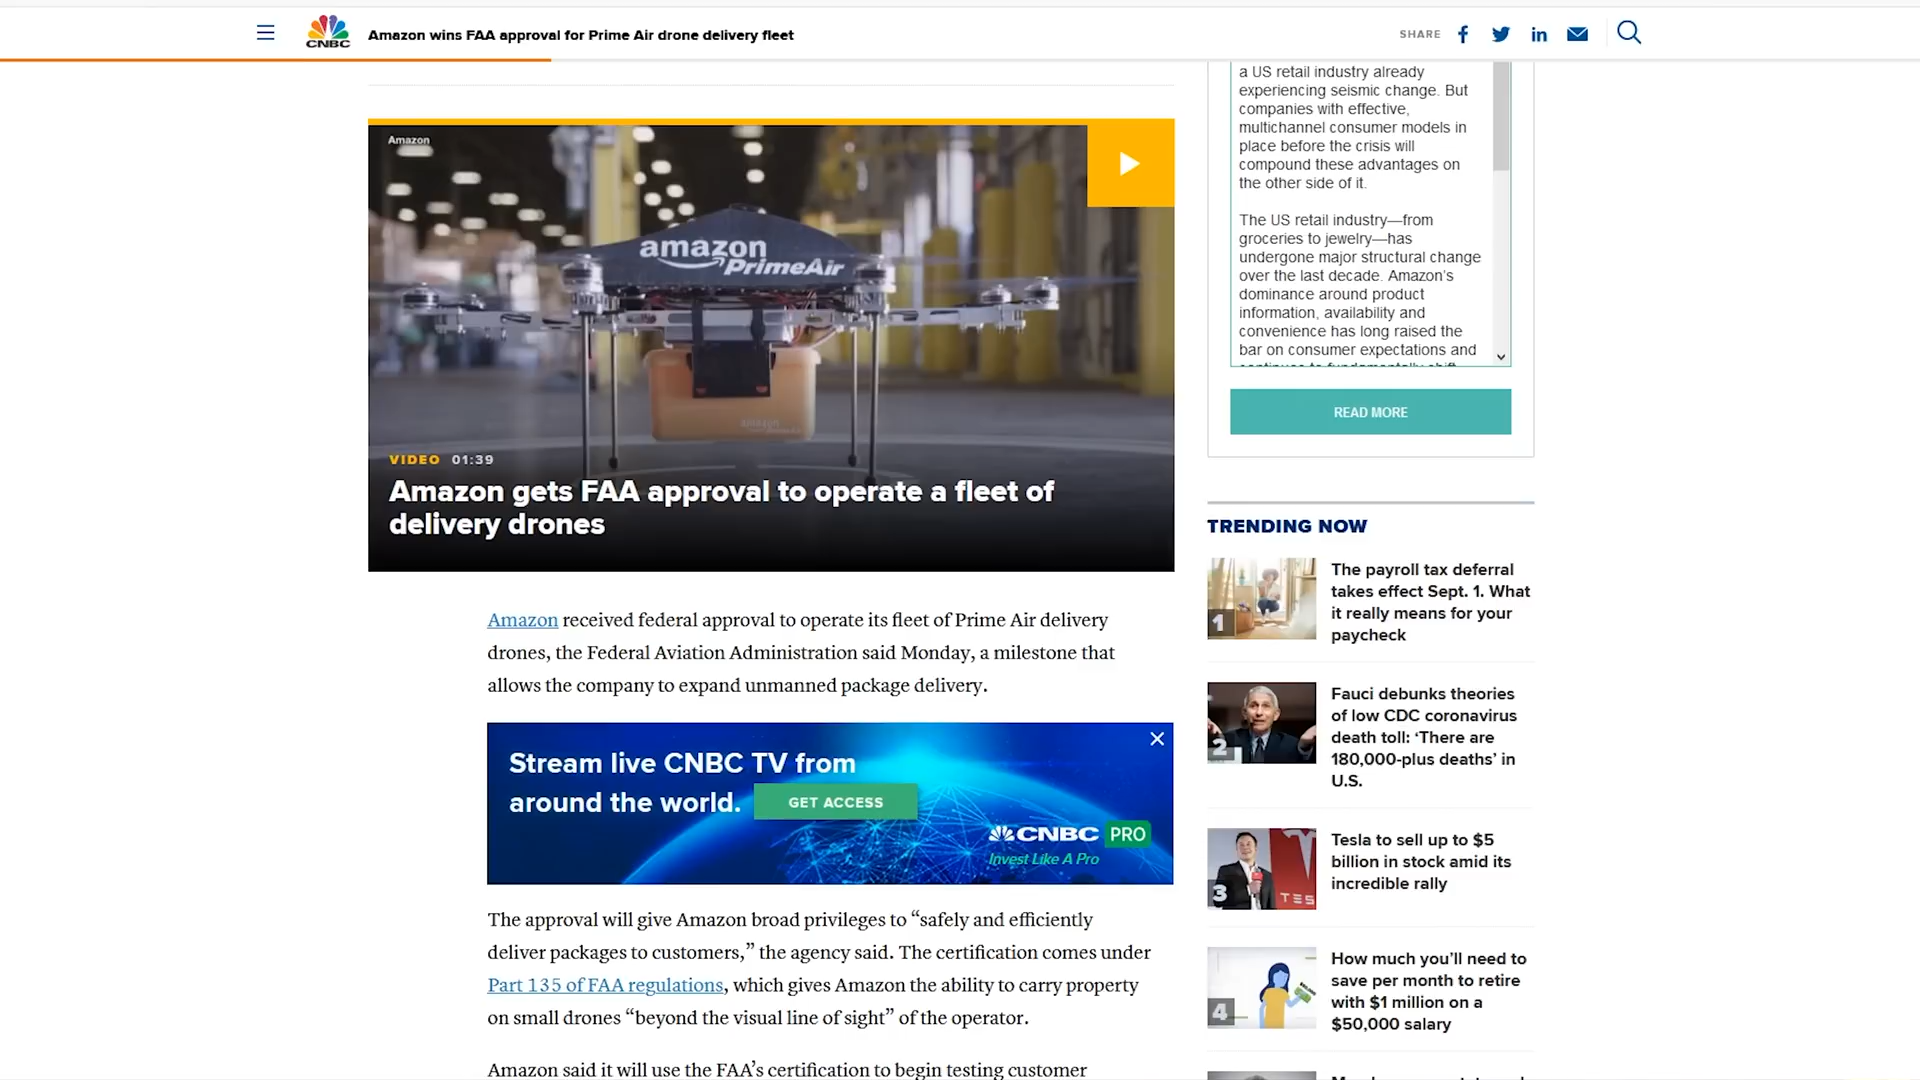 CNBC
Amazon wins FAA approval for Prime Air drone delivery fleet
SHARE
Amazon
amazon
PrimeAir
VIDEO 01:39
Amazon gets FAA approval to operate a fleet of
delivery drones
Amazon received federal approval to operate its fleet of Prime Air delivery
drones, the Federal Aviation Administration said Monday, a milestone that
allows the company to expand unmanned package delivery.
Stream live CNBC TV from
around the world.
GET ACCESS
CNBC PRO
Invest Like A Pro
The approval will give Amazon broad privileges to “safely and efficiently
deliver packages to customers,” the agency said. The certification comes under
Part 135 of FAA regulations, which gives Amazon the ability to carry property
on small drones “beyond the visual line of sight” of the operator.
Amazon said it will use the FAA’s certification to begin testing customer
a US retail industry already
experiencing seismic change. But
companies with effective,
multichannel consumer models in
place before the crisis will
compound these advantages on
the other side of it.
The US retail industry—from
groceries to jewelry—has
undergone major structural change
over the last decade. Amazon’s
dominance around product
information, availability and
convenience has long raised the
bar on consumer expectations and
continues to fundamentally shift
READ MORE
TRENDING NOW
1
The payroll tax deferral
takes effect Sept. 1. What
it really means for your
paycheck
2
Fauci debunks theories
of low CDC coronavirus
death toll: ‘There are
180,000-plus deaths’ in
U.S.
3
TES
Tesla to sell up to $5
billion in stock amid its
incredible rally
4
How much you’ll need to
save per month to retire
with $1 million on a
$50,000 salary